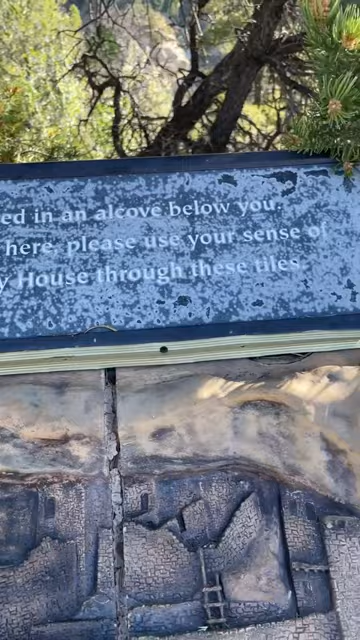 ed in an alcove below you.
here, please use your sense of
y House through these tiles.